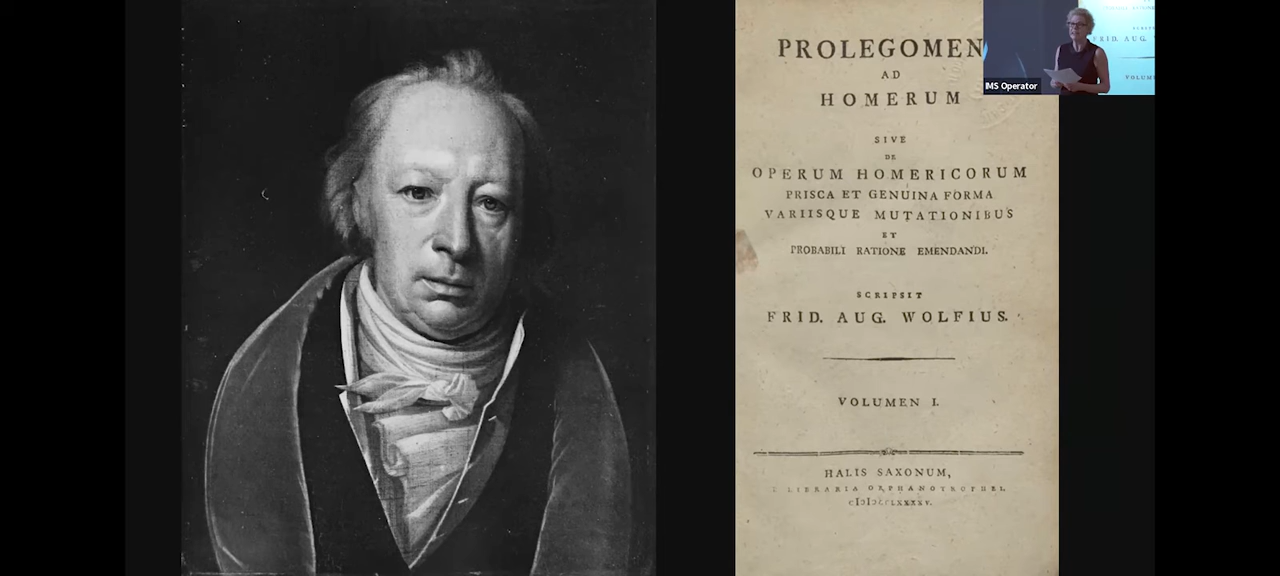 PROLEGOMEN
AD
HOMERUM
SIVE
DE
OPERUM HOMERICORUM
PRISCA ET GENUINA FORMA
VARIISQUE MUTATIONIBUS
ET
PROBABILI RATIONE EMENDANDI.
SCRIPSIT
FRID. AUG. WOLFIUS.
VOLUMEN I.
HALIS SAXONUM,
LIBRARIA ORPHANOTROPHEI.
IMS Operator
FRID. AUG.
VOLUM